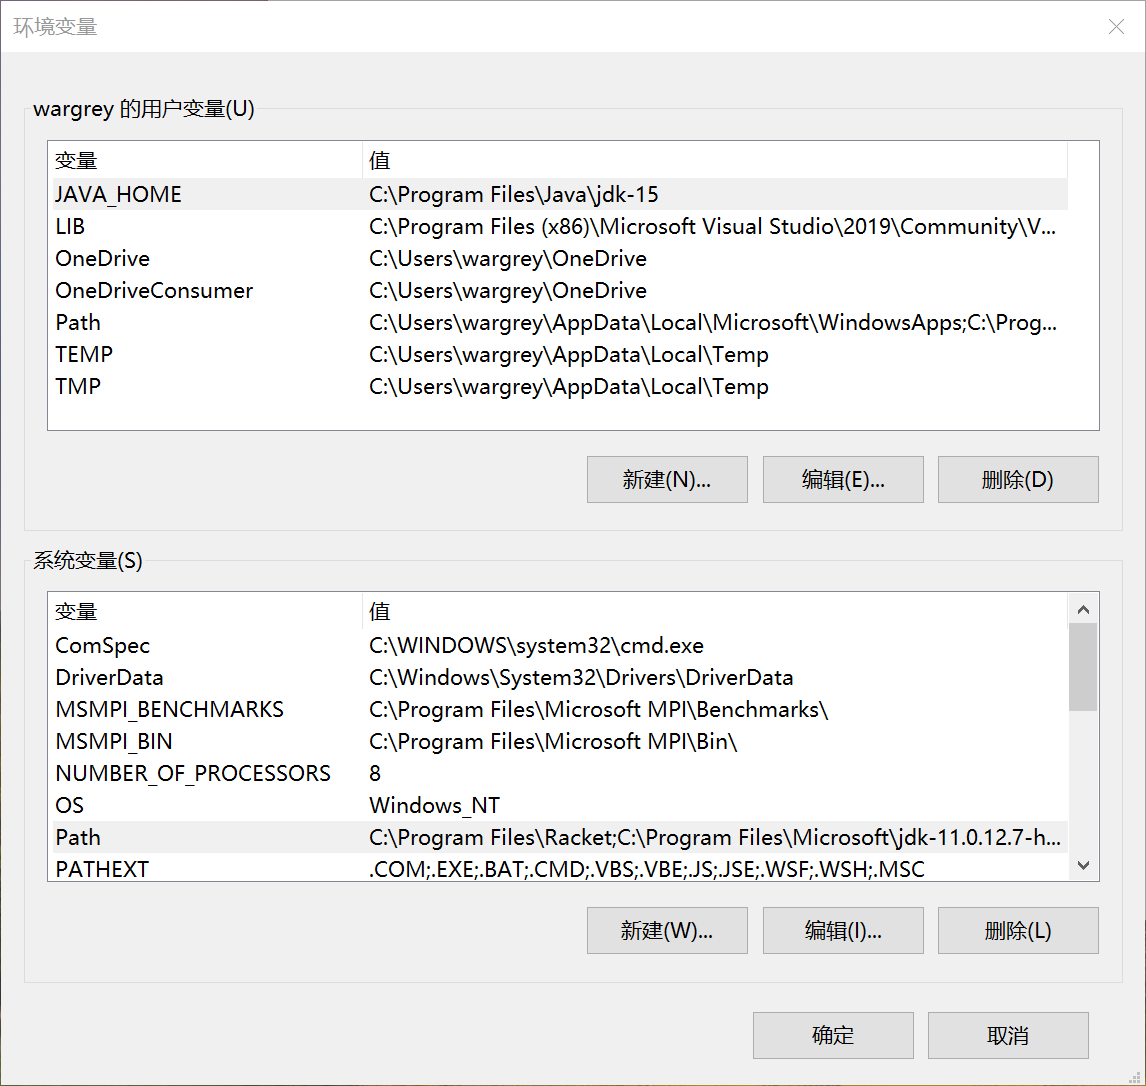 环境变量
wargrey 的用户变量(U)
变量 值
JAVA_HOME C:\Program Files\Java\jdk-15
LIB C:\Program Files (x86)\Microsoft Visual Studio\2019\Community\V...
OneDrive C:\Users\wargrey\OneDrive
OneDriveConsumer C:\Users\wargrey\OneDrive
Path C:\Users\wargrey\AppData\Local\Microsoft\WindowsApps;C:\Prog...
TEMP C:\Users\wargrey\AppData\Local\Temp
TMP C:\Users\wargrey\AppData\Local\Temp
新建(N)... 编辑(E)... 删除(D)
系统变量(S)
变量 值
ComSpec C:\WINDOWS\system32\cmd.exe
DriverData C:\Windows\System32\Drivers\DriverData
MSMPI_BENCHMARKS C:\Program Files\Microsoft MPI\Benchmarks\
MSMPI_BIN C:\Program Files\Microsoft MPI\Bin\
NUMBER_OF_PROCESSORS 8
OS Windows_NT
Path C:\Program Files\Racket;C:\Program Files\Microsoft\jdk-11.0.12.7-h...
PATHEXT .COM;.EXE;.BAT;.CMD;.VBS;.VBE;.JS;.JSE;.WSF;.WSH;.MSC
新建(W)... 编辑(I)... 删除(L)
确定 取消